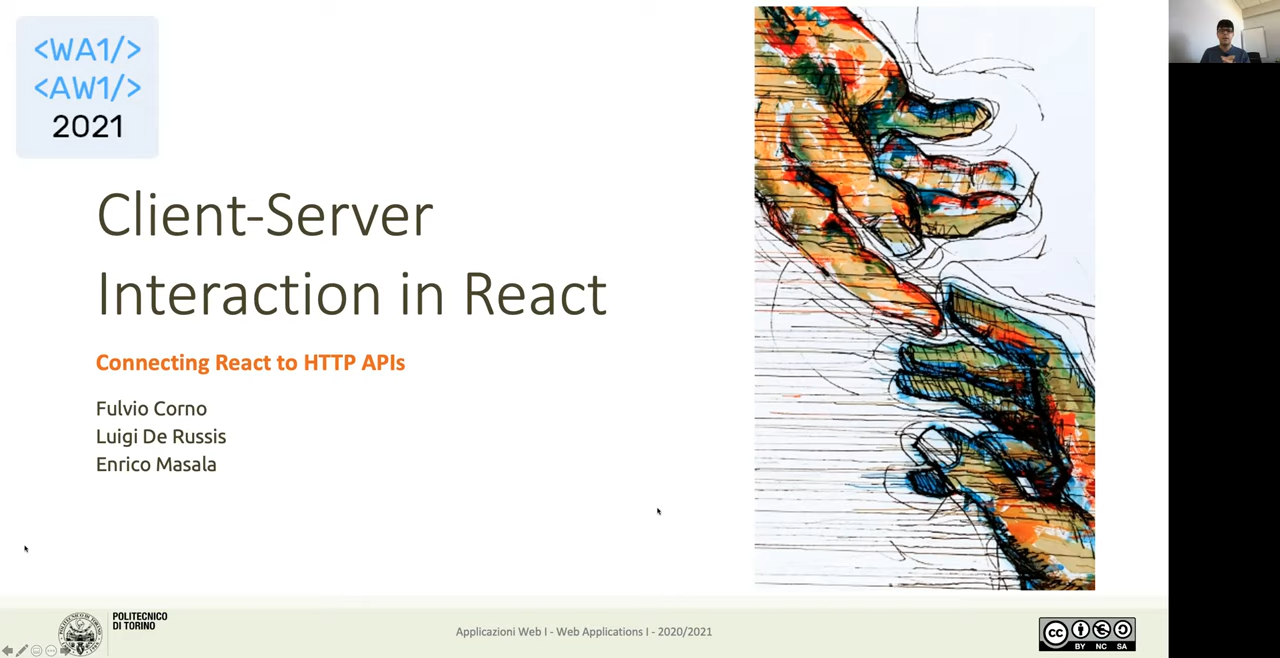 <WA1/>
<AW1/>
2021
Client-Server
Interaction in React
Connecting React to HTTP APIs
Fulvio Corno
Luigi De Russis
Enrico Masala
POLITECNICO
DI TORINO
Applicazioni Web I - Web Applications I - 2020/2021
cc
BY NC SA